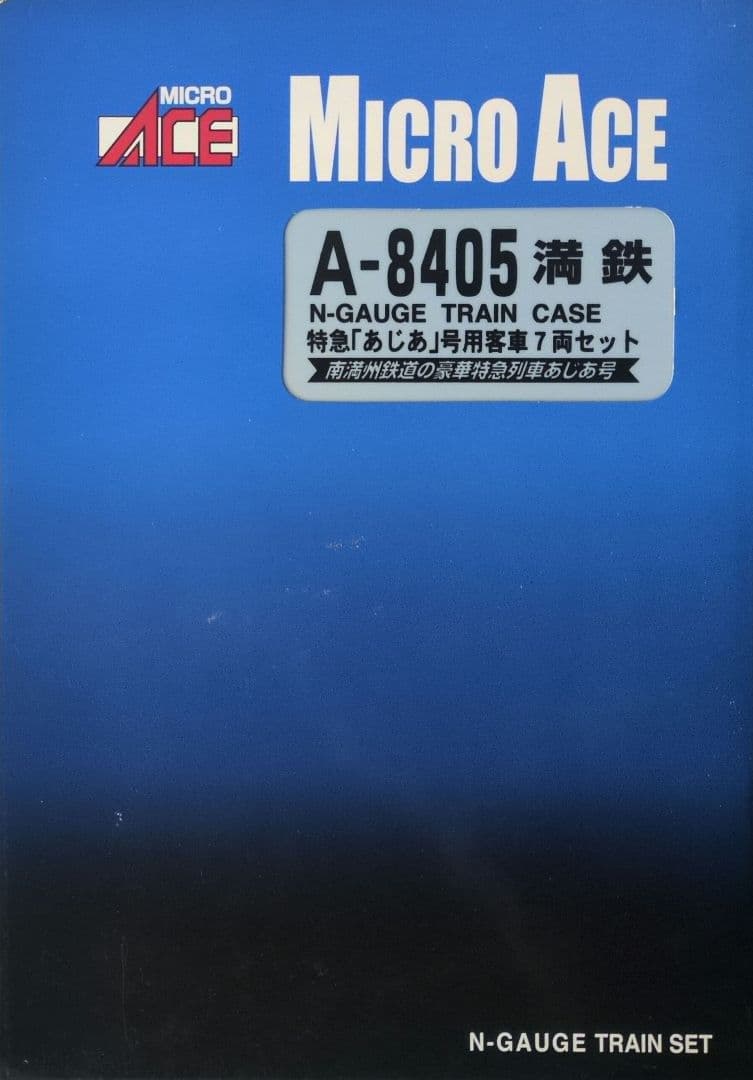 MICRO
ACE
MICRO ACE
A-8405 満鉄
N-GAUGE TRAIN CASE
特急「あじあ」号用客車7両セット
南満州鉄道の豪華特急列車あじあ号
N-GAUGE TRAIN SET